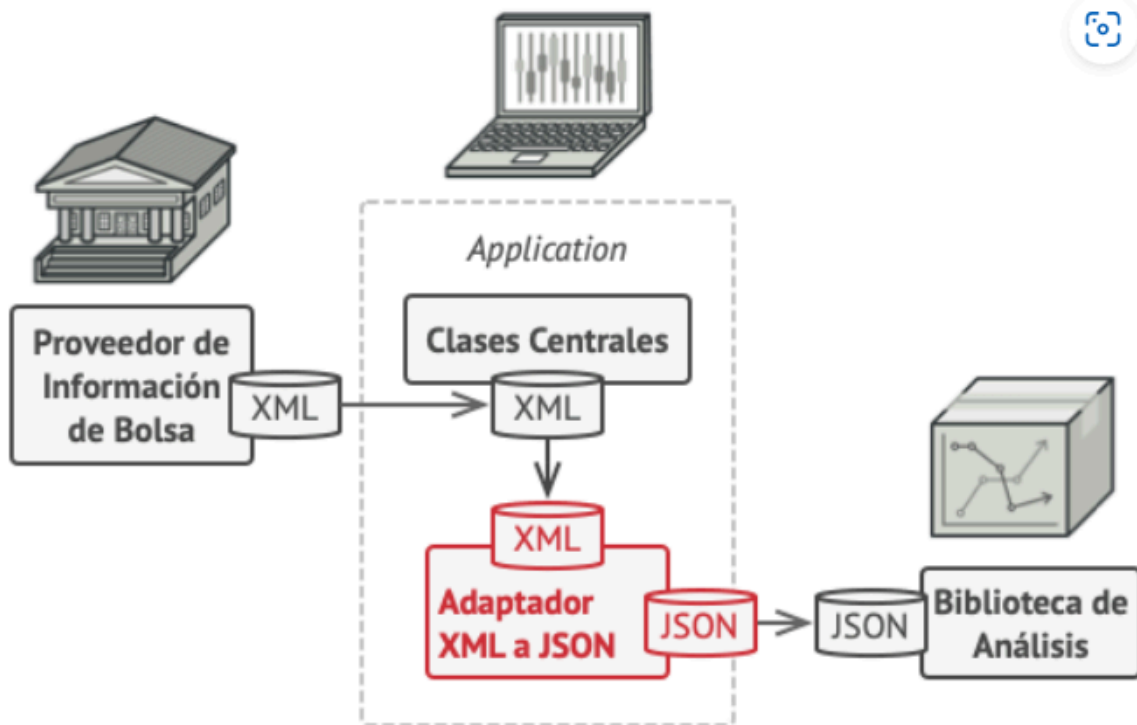 Application
Proveedor de
Información
de Bolsa
XML
Clases Centrales
XML
XML
Adaptador
XML a JSON
JSON
JSON
Biblioteca de
Análisis